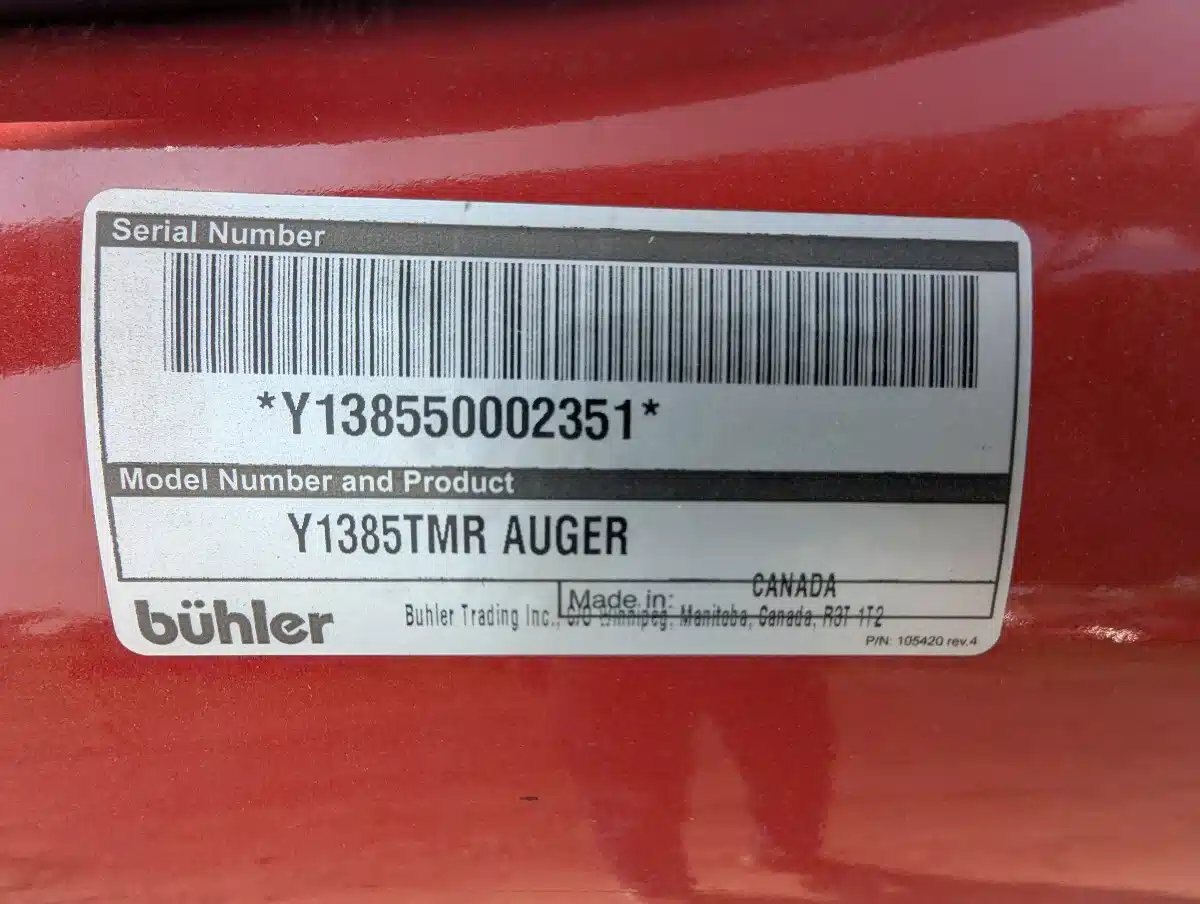 Serial Number
*Y138550002351*
Model Number and Product
Y1385TMR AUGER
Made in: CANADA
bühler
Buhler Trading Inc., C/O Winnipeg, Manitoba, Canada, R3T 1T2
P/N: 105420 rev.4